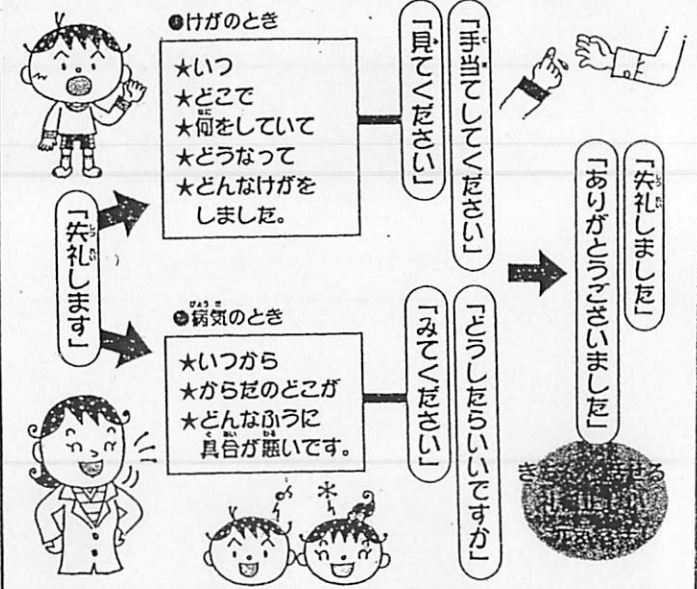 「失礼します」
●けがのとき
★いつ
★どこで
★何をしていて
★どうなって
★どんなけがを
しました。
「見てください」
「手当てしてください」
●病気のとき
★いつから
★からだのどこが
★どんなふうに
具合が悪いです。
「みてください」
「どうしたらいいですか」
「失礼しました」
「ありがとうございました」